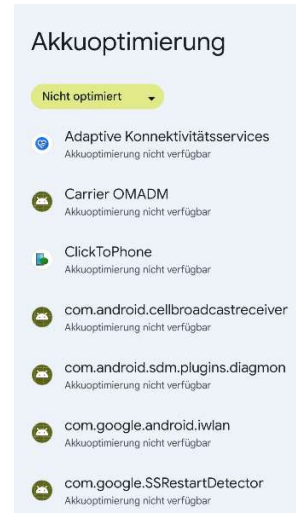 Akkuoptimierung
Nicht optimiert
Adaptive Konnektivitätsservices
Akkuoptimierung nicht verfügbar
Carrier OMADM
Akkuoptimierung nicht verfügbar
ClickToPhone
Akkuoptimierung nicht verfügbar
com.android.cellbroadcastreceiver
Akkuoptimierung nicht verfügbar
com.android.sdm.plugins.diagmon
Akkuoptimierung nicht verfügbar
com.google.android.iwlan
Akkuoptimierung nicht verfügbar
com.google.SSRestartDetector
Akkuoptimierung nicht verfügbar